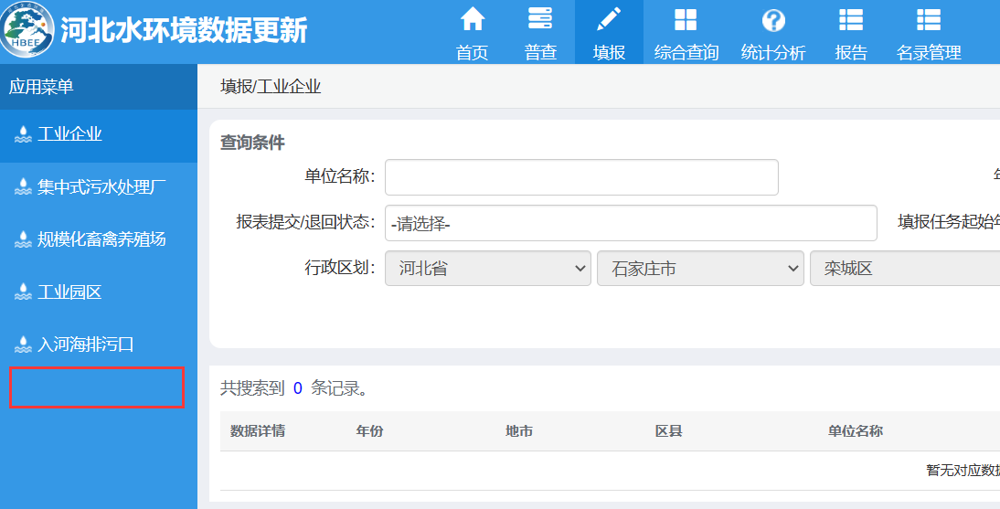 HBEE
河北水环境数据更新
首页 普查 填报 综合查询 统计分析 报告 名录管理
应用菜单
填报/工业企业
工业企业
集中式污水处理厂
规模化畜禽养殖场
工业园区
入河海排污口
查询条件
单位名称：
报表提交/退回状态： -请选择- 填报任务起始
行政区划： 河北省 石家庄市 栾城区
共搜索到 0 条记录。
数据详情 年份 地市 区县 单位名称
暂无对应数